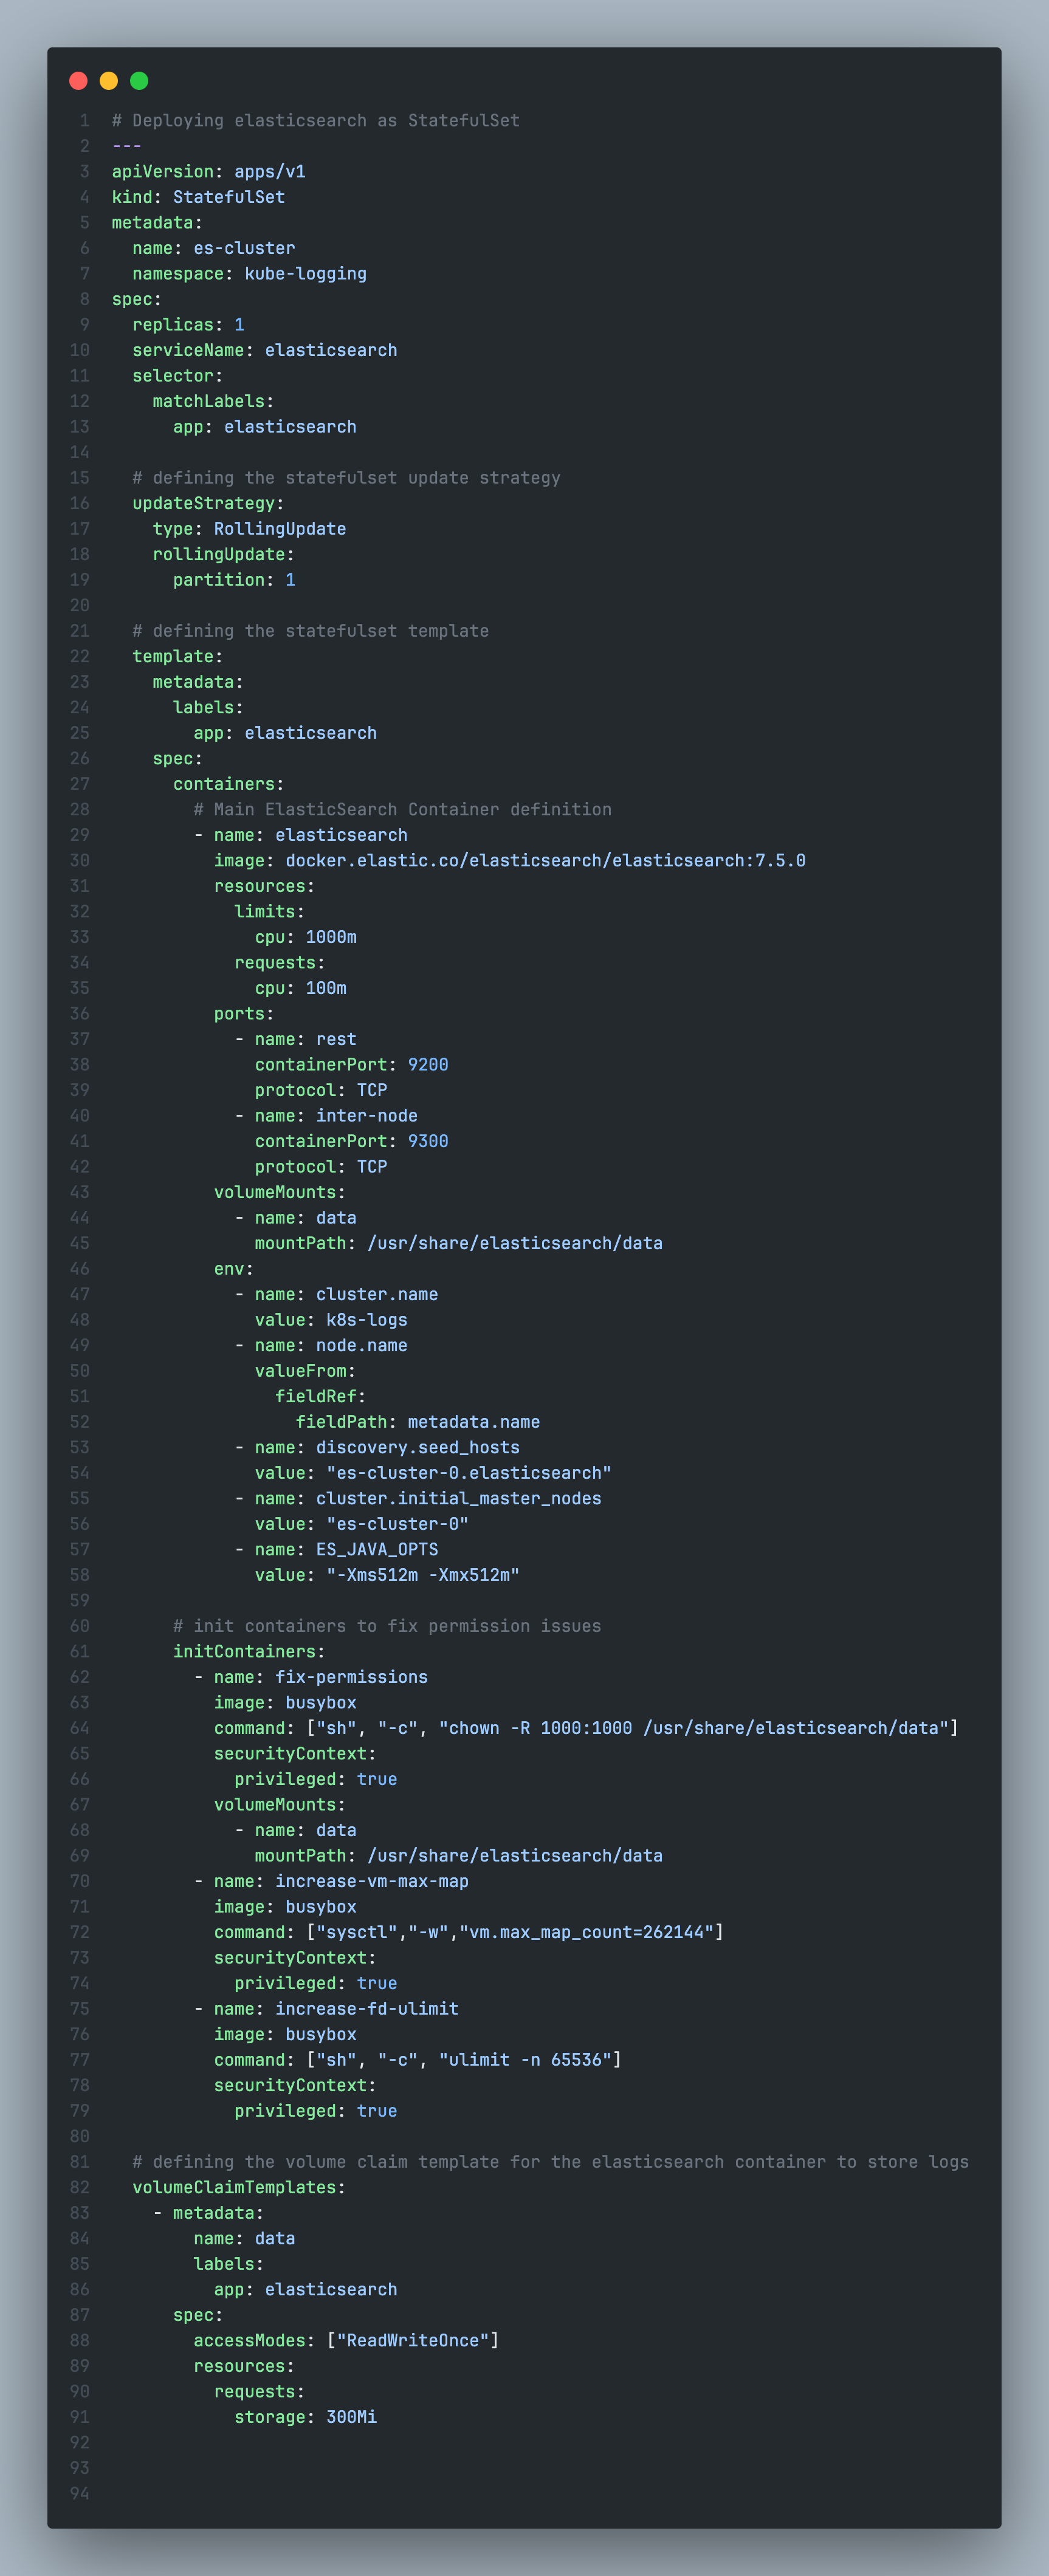 1 # Deploying elasticsearch as StatefulSet
2 ---
3 apiVersion: apps/v1
4 kind: StatefulSet
5 metadata:
6   name: es-cluster
7   namespace: kube-logging
8 spec:
9   replicas: 1
10   serviceName: elasticsearch
11   selector:
12     matchLabels:
13       app: elasticsearch
14
15   # defining the statefulset update strategy
16   updateStrategy:
17     type: RollingUpdate
18     rollingUpdate:
19       partition: 1
20
21   # defining the statefulset template
22   template:
23     metadata:
24       labels:
25         app: elasticsearch
26     spec:
27       containers:
28         # Main ElasticSearch Container definition
29         - name: elasticsearch
30           image: docker.elastic.co/elasticsearch/elasticsearch:7.5.0
31           resources:
32             limits:
33               cpu: 1000m
34             requests:
35               cpu: 100m
36           ports:
37             - name: rest
38               containerPort: 9200
39               protocol: TCP
40             - name: inter-node
41               containerPort: 9300
42               protocol: TCP
43           volumeMounts:
44             - name: data
45               mountPath: /usr/share/elasticsearch/data
46           env:
47             - name: cluster.name
48               value: k8s-logs
49             - name: node.name
50               valueFrom:
51                 fieldRef:
52                   fieldPath: metadata.name
53             - name: discovery.seed_hosts
54               value: "es-cluster-0.elasticsearch"
55             - name: cluster.initial_master_nodes
56               value: "es-cluster-0"
57             - name: ES_JAVA_OPTS
58               value: "-Xms512m -Xmx512m"
59
60       # init containers to fix permission issues
61       initContainers:
62         - name: fix-permissions
63           image: busybox
64           command: ["sh", "-c", "chown -R 1000:1000 /usr/share/elasticsearch/data"]
65           securityContext:
66             privileged: true
67           volumeMounts:
68             - name: data
69               mountPath: /usr/share/elasticsearch/data
70         - name: increase-vm-max-map
71           image: busybox
72           command: ["sysctl","-w","vm.max_map_count=262144"]
73           securityContext:
74             privileged: true
75         - name: increase-fd-ulimit
76           image: busybox
77           command: ["sh", "-c", "ulimit -n 65536"]
78           securityContext:
79             privileged: true
80
81   # defining the volume claim template for the elasticsearch container to store logs
82   volumeClaimTemplates:
83     - metadata:
84         name: data
85         labels:
86           app: elasticsearch
87       spec:
88         accessModes: ["ReadWriteOnce"]
89         resources:
90           requests:
91             storage: 300Mi
92
93
94